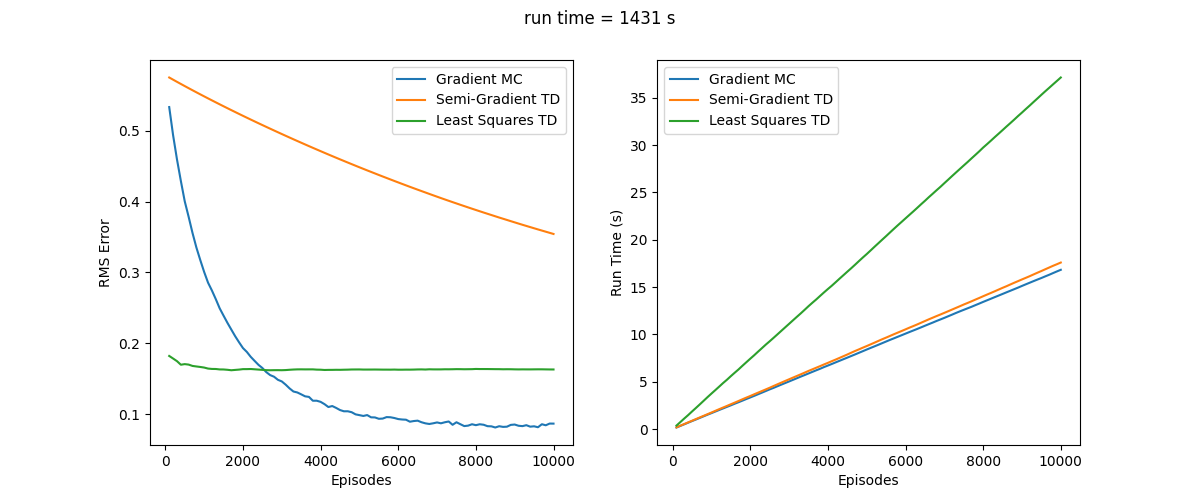 run time = 1431 s
Gradient MC
Semi-Gradient TD
Least Squares TD
0.5
0.4
0.3
0.2
0.1
RMS Error
0 2000 4000 6000 8000 10000
Episodes
Gradient MC
Semi-Gradient TD
Least Squares TD
35
30
25
20
15
10
5
0
Run Time (s)
0 2000 4000 6000 8000 10000
Episodes